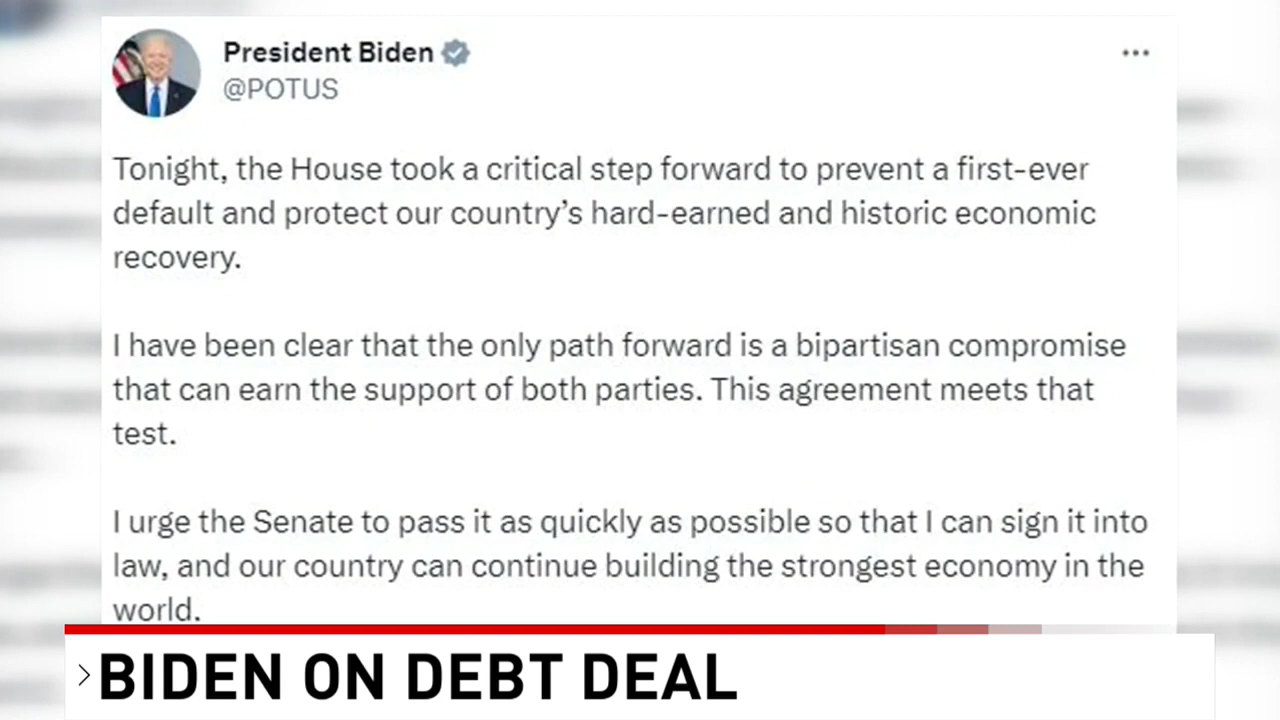 President Biden
@POTUS
Tonight, the House took a critical step forward to prevent a first-ever
default and protect our country's hard-earned and historic economic
recovery.
I have been clear that the only path forward is a bipartisan compromise
that can earn the support of both parties. This agreement meets that
test.
I urge the Senate to pass it as quickly as possible so that I can sign it into
law, and our country can continue building the strongest economy in the
world.
BIDEN ON DEBT DEAL